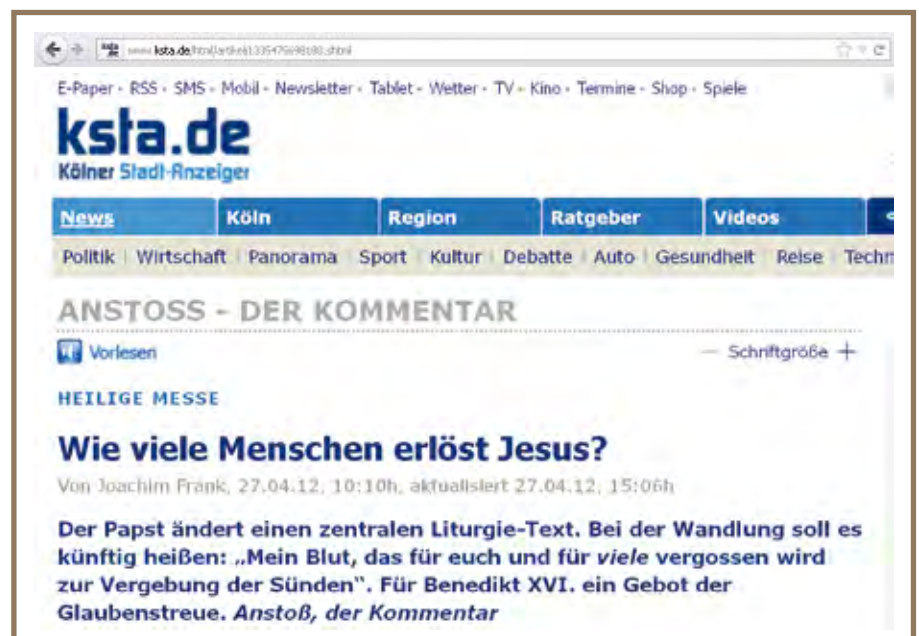 www.ksta.de/html/artikel/1335475698180.shtml
E-Paper - RSS - SMS - Mobil - Newsletter - Tablet - Wetter - TV - Kino - Termine - Shop - Spiele
ksta.de
Kölner Stadt-Anzeiger
News Köln Region Ratgeber Videos
Politik Wirtschaft Panorama Sport Kultur Debatte Auto Gesundheit Reise Techn
ANSTOSS - DER KOMMENTAR
Vorlesen — Schriftgröße +
HEILIGE MESSE
Wie viele Menschen erlöst Jesus?
Von Joachim Frank, 27.04.12, 10:10h, aktualisiert 27.04.12, 15:06h
Der Papst ändert einen zentralen Liturgie-Text. Bei der Wandlung soll es
künftig heißen: „Mein Blut, das für euch und für viele vergossen wird
zur Vergebung der Sünden“. Für Benedikt XVI. ein Gebot der
Glaubenstreue. Anstoß, der Kommentar